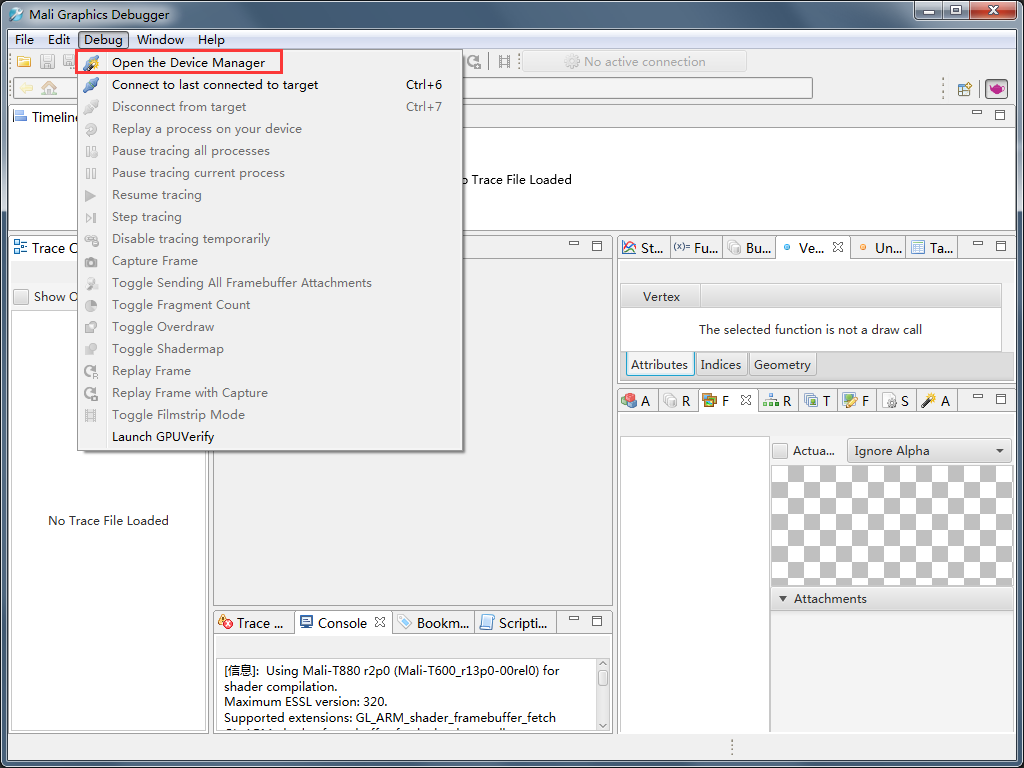 Mali Graphics Debugger
File Edit Debug Window Help
No active connection
Open the Device Manager
Connect to last connected to target Ctrl+6
Disconnect from target Ctrl+7
Replay a process on your device
Pause tracing all processes
Pause tracing current process
Resume tracing
Step tracing
Disable tracing temporarily
Capture Frame
Toggle Sending All Framebuffer Attachments
Toggle Fragment Count
Toggle Overdraw
Toggle Shadermap
Replay Frame
Replay Frame with Capture
Toggle Filmstrip Mode
Launch GPUVerify
Timelin
o Trace File Loaded
Trace C
Show O
No Trace File Loaded
St... (x)= Fu... Bu... Ve... Un... Ta...
Vertex
The selected function is not a draw call
Attributes Indices Geometry
A R F R T F S A
Actua... Ignore Alpha
Attachments
Trace ... Console Bookm... Scripti...
[信息]: Using Mali-T880 r2p0 (Mali-T600_r13p0-00rel0) for
shader compilation.
Maximum ESSL version: 320.
Supported extensions: GL_ARM_shader_framebuffer_fetch